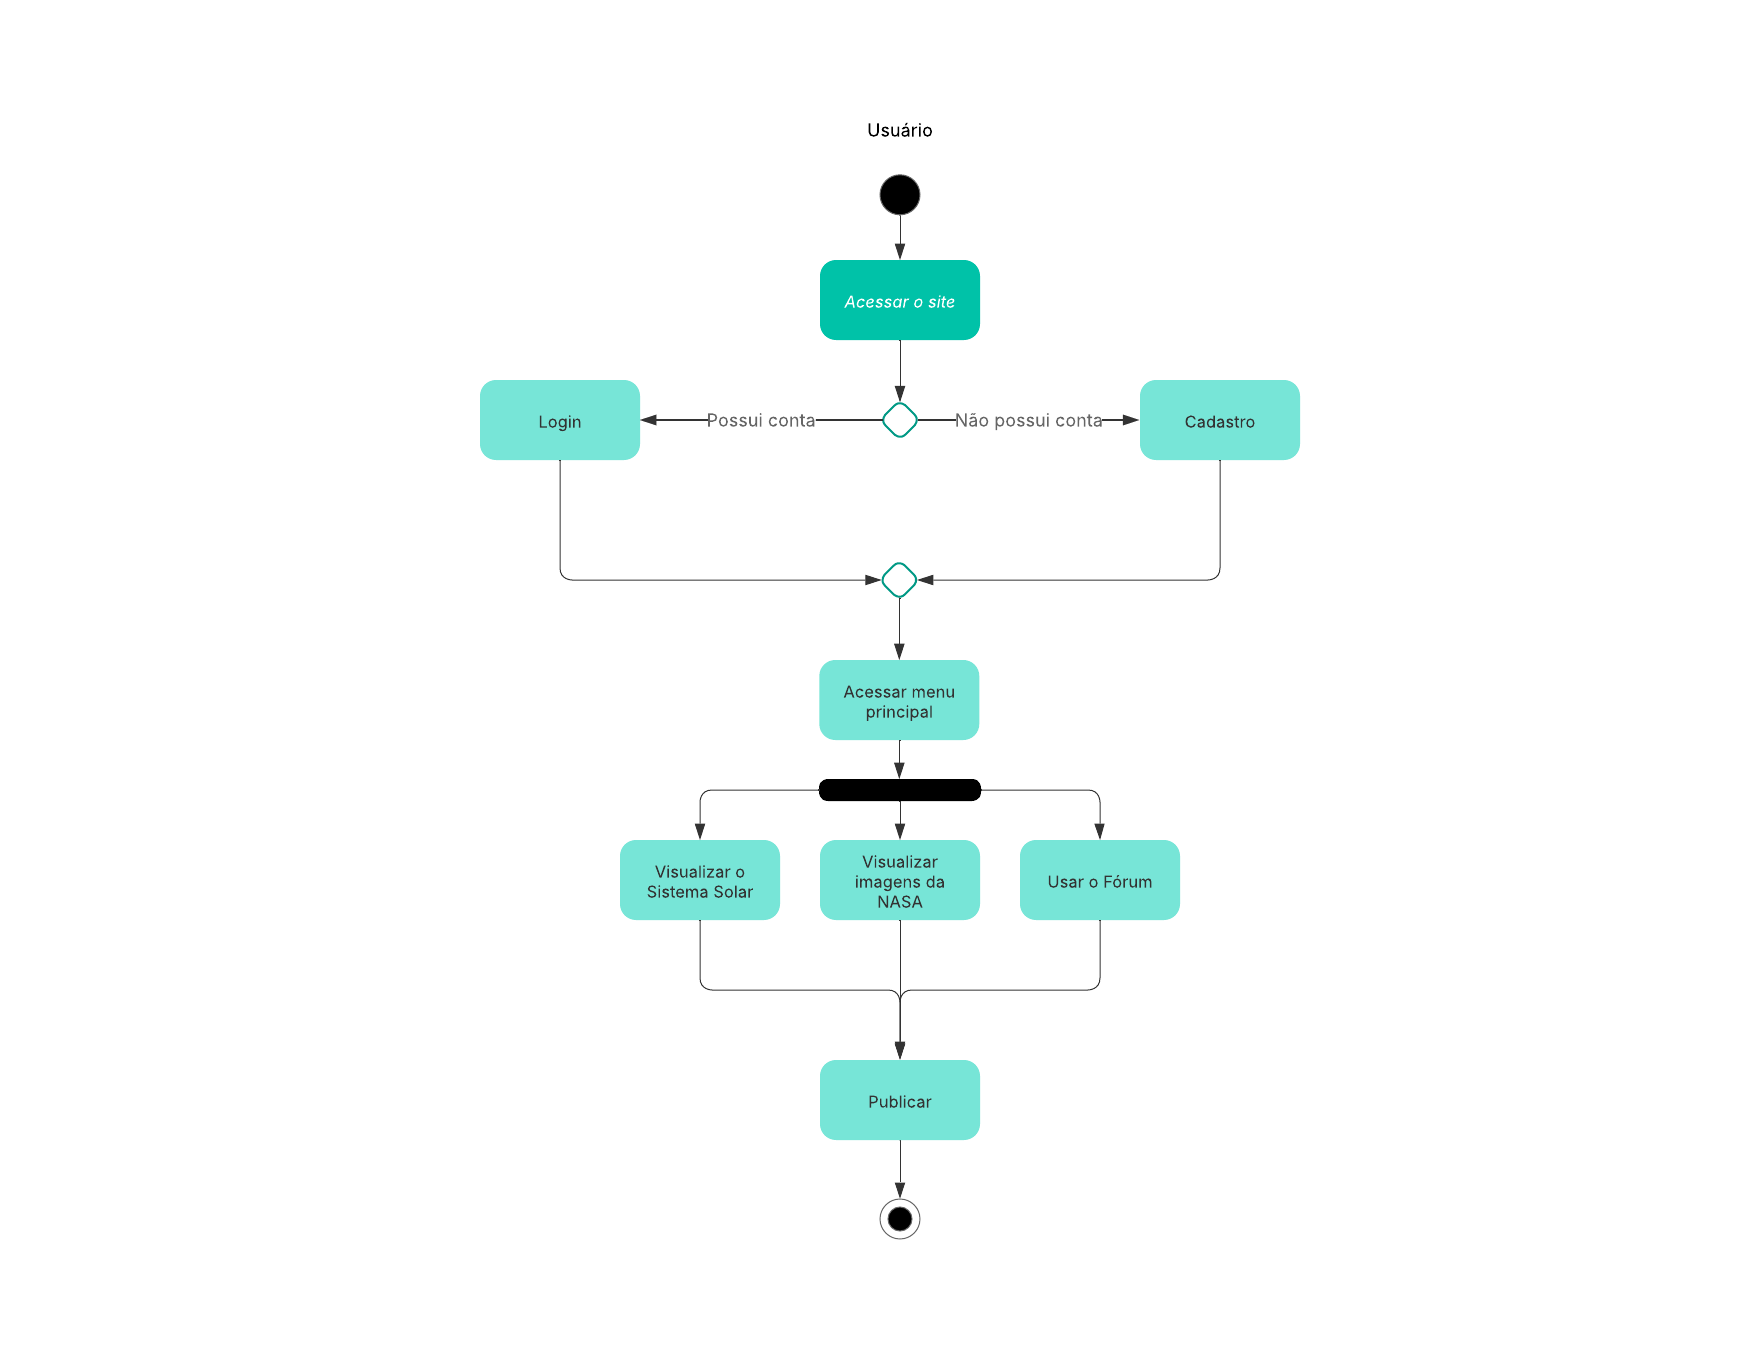 Usuário
Acessar o site
Login
Possui conta
Não possui conta
Cadastro
Acessar menu
principal
Visualizar o
Sistema Solar
Visualizar
imagens da
NASA
Usar o Fórum
Publicar